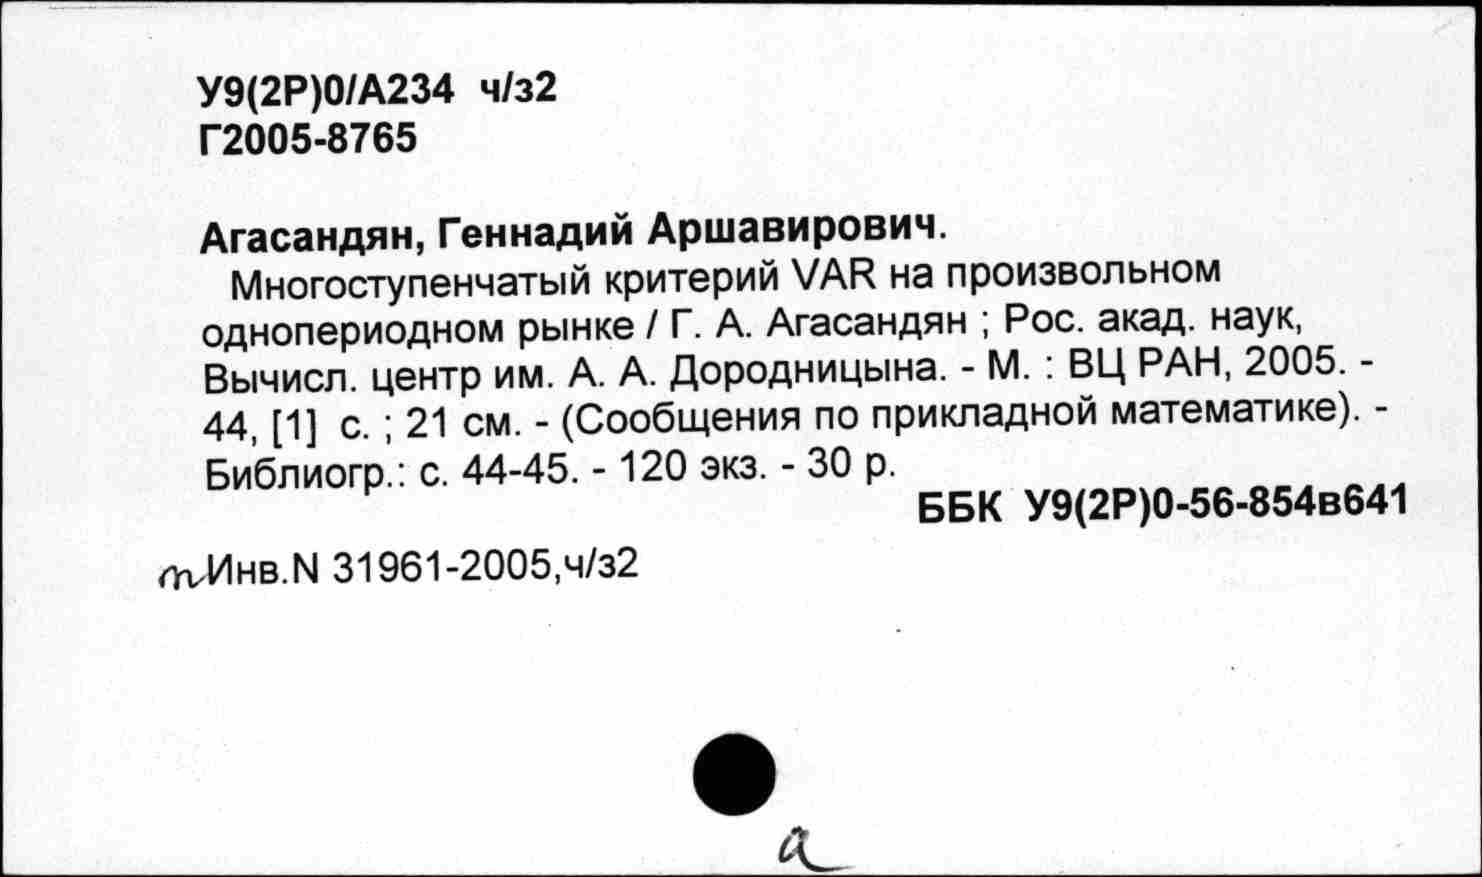 У9(2Р)0/А234 ч/з2
Г2005-8765
Агасандян, Геннадий Аршавирович.
Многоступенчатый критерий VAR на произвольном
однопериодном рынке / Г. А. Агасандян ; Рос. акад. наук,
Вычисл. центр им. А. А. Дородницына. - М. : ВЦ РАН, 2005. -
44, [1] с. ; 21 см. - (Сообщения по прикладной математике). -
Библиогр.: с. 44-45. - 120 экз. - 30 р.
ББК У9(2Р)0-56-854в641
Инв.N 31961-2005,ч/з2
а